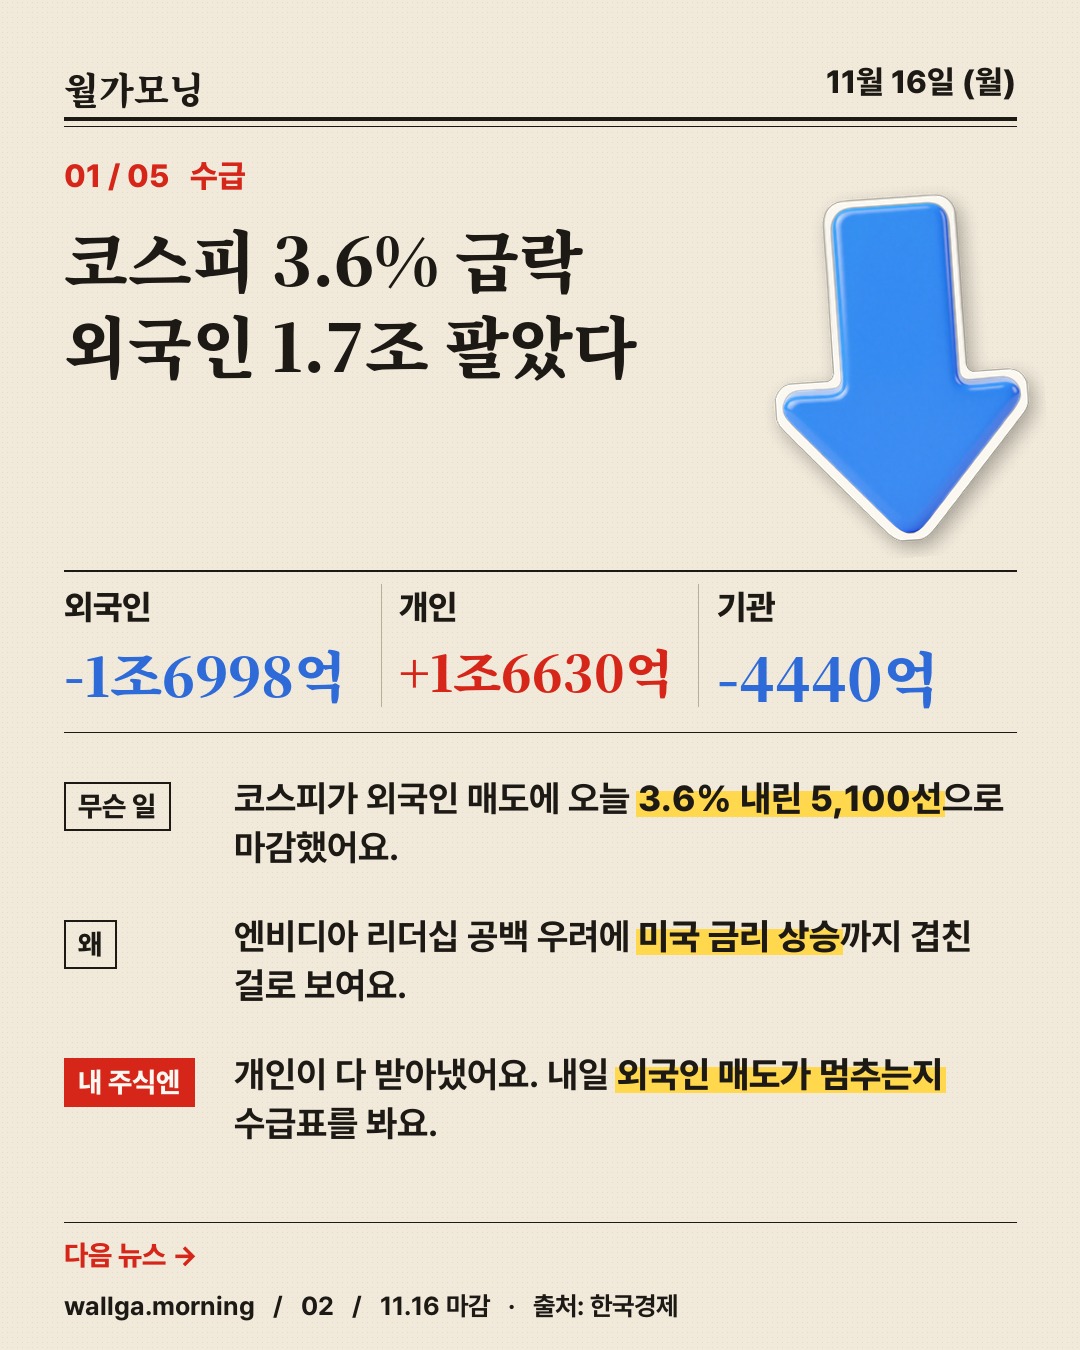 월가모닝
11월 16일 (월)
01 / 05 수급
코스피 3.6% 급락
외국인 1.7조 팔았다
외국인
개인
기관
-1조6998억
+1조6630억
-4440억
무슨 일
코스피가 외국인 매도에 오늘 3.6% 내린 5,100선으로
마감했어요.
왜
엔비디아 리더십 공백 우려에 미국 금리 상승까지 겹친
걸로 보여요.
내 주식엔
개인이 다 받아냈어요. 내일 외국인 매도가 멈추는지
수급표를 봐요.
다음 뉴스 →
wallga.morning / 02 / 11.16 마감 · 출처: 한국경제